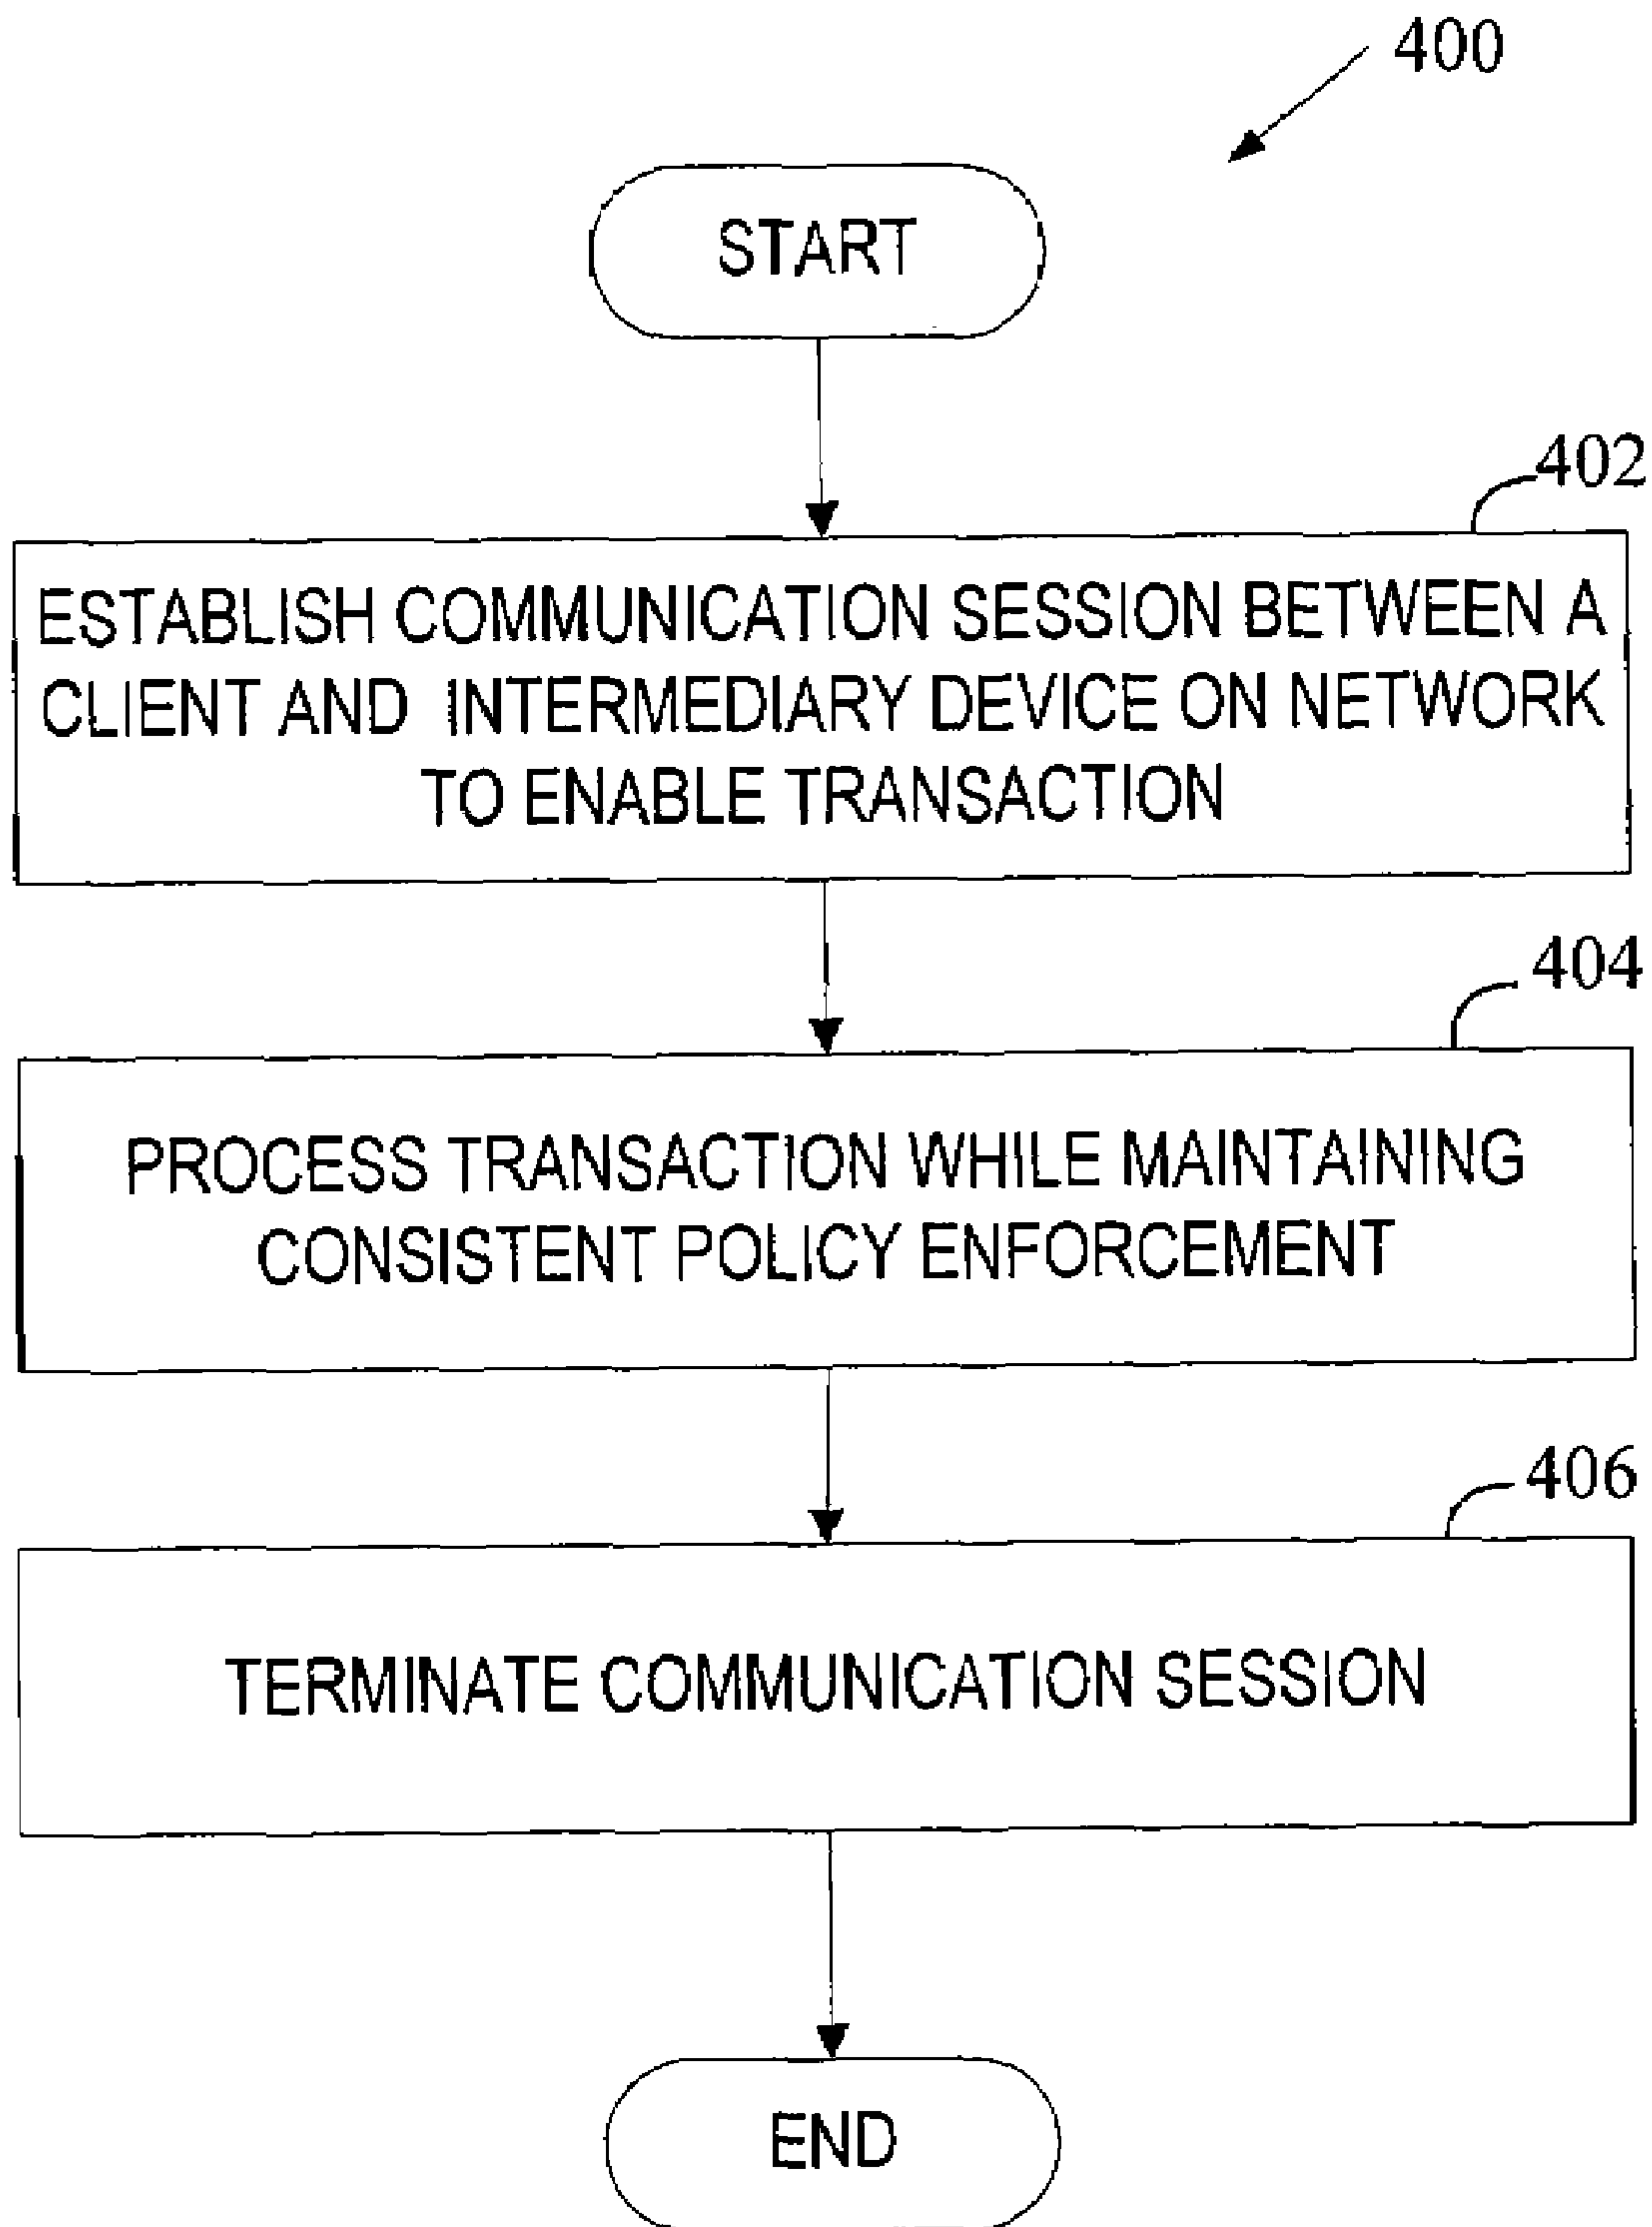 400
START
402
ESTABLISH COMMUNICATION SESSION BETWEEN A
CLIENT AND INTERMEDIARY DEVICE ON NETWORK
TO ENABLE TRANSACTION
404
PROCESS TRANSACTION WHILE MAINTAINING
CONSISTENT POLICY ENFORCEMENT
406
TERMINATE COMMUNICATION SESSION
END